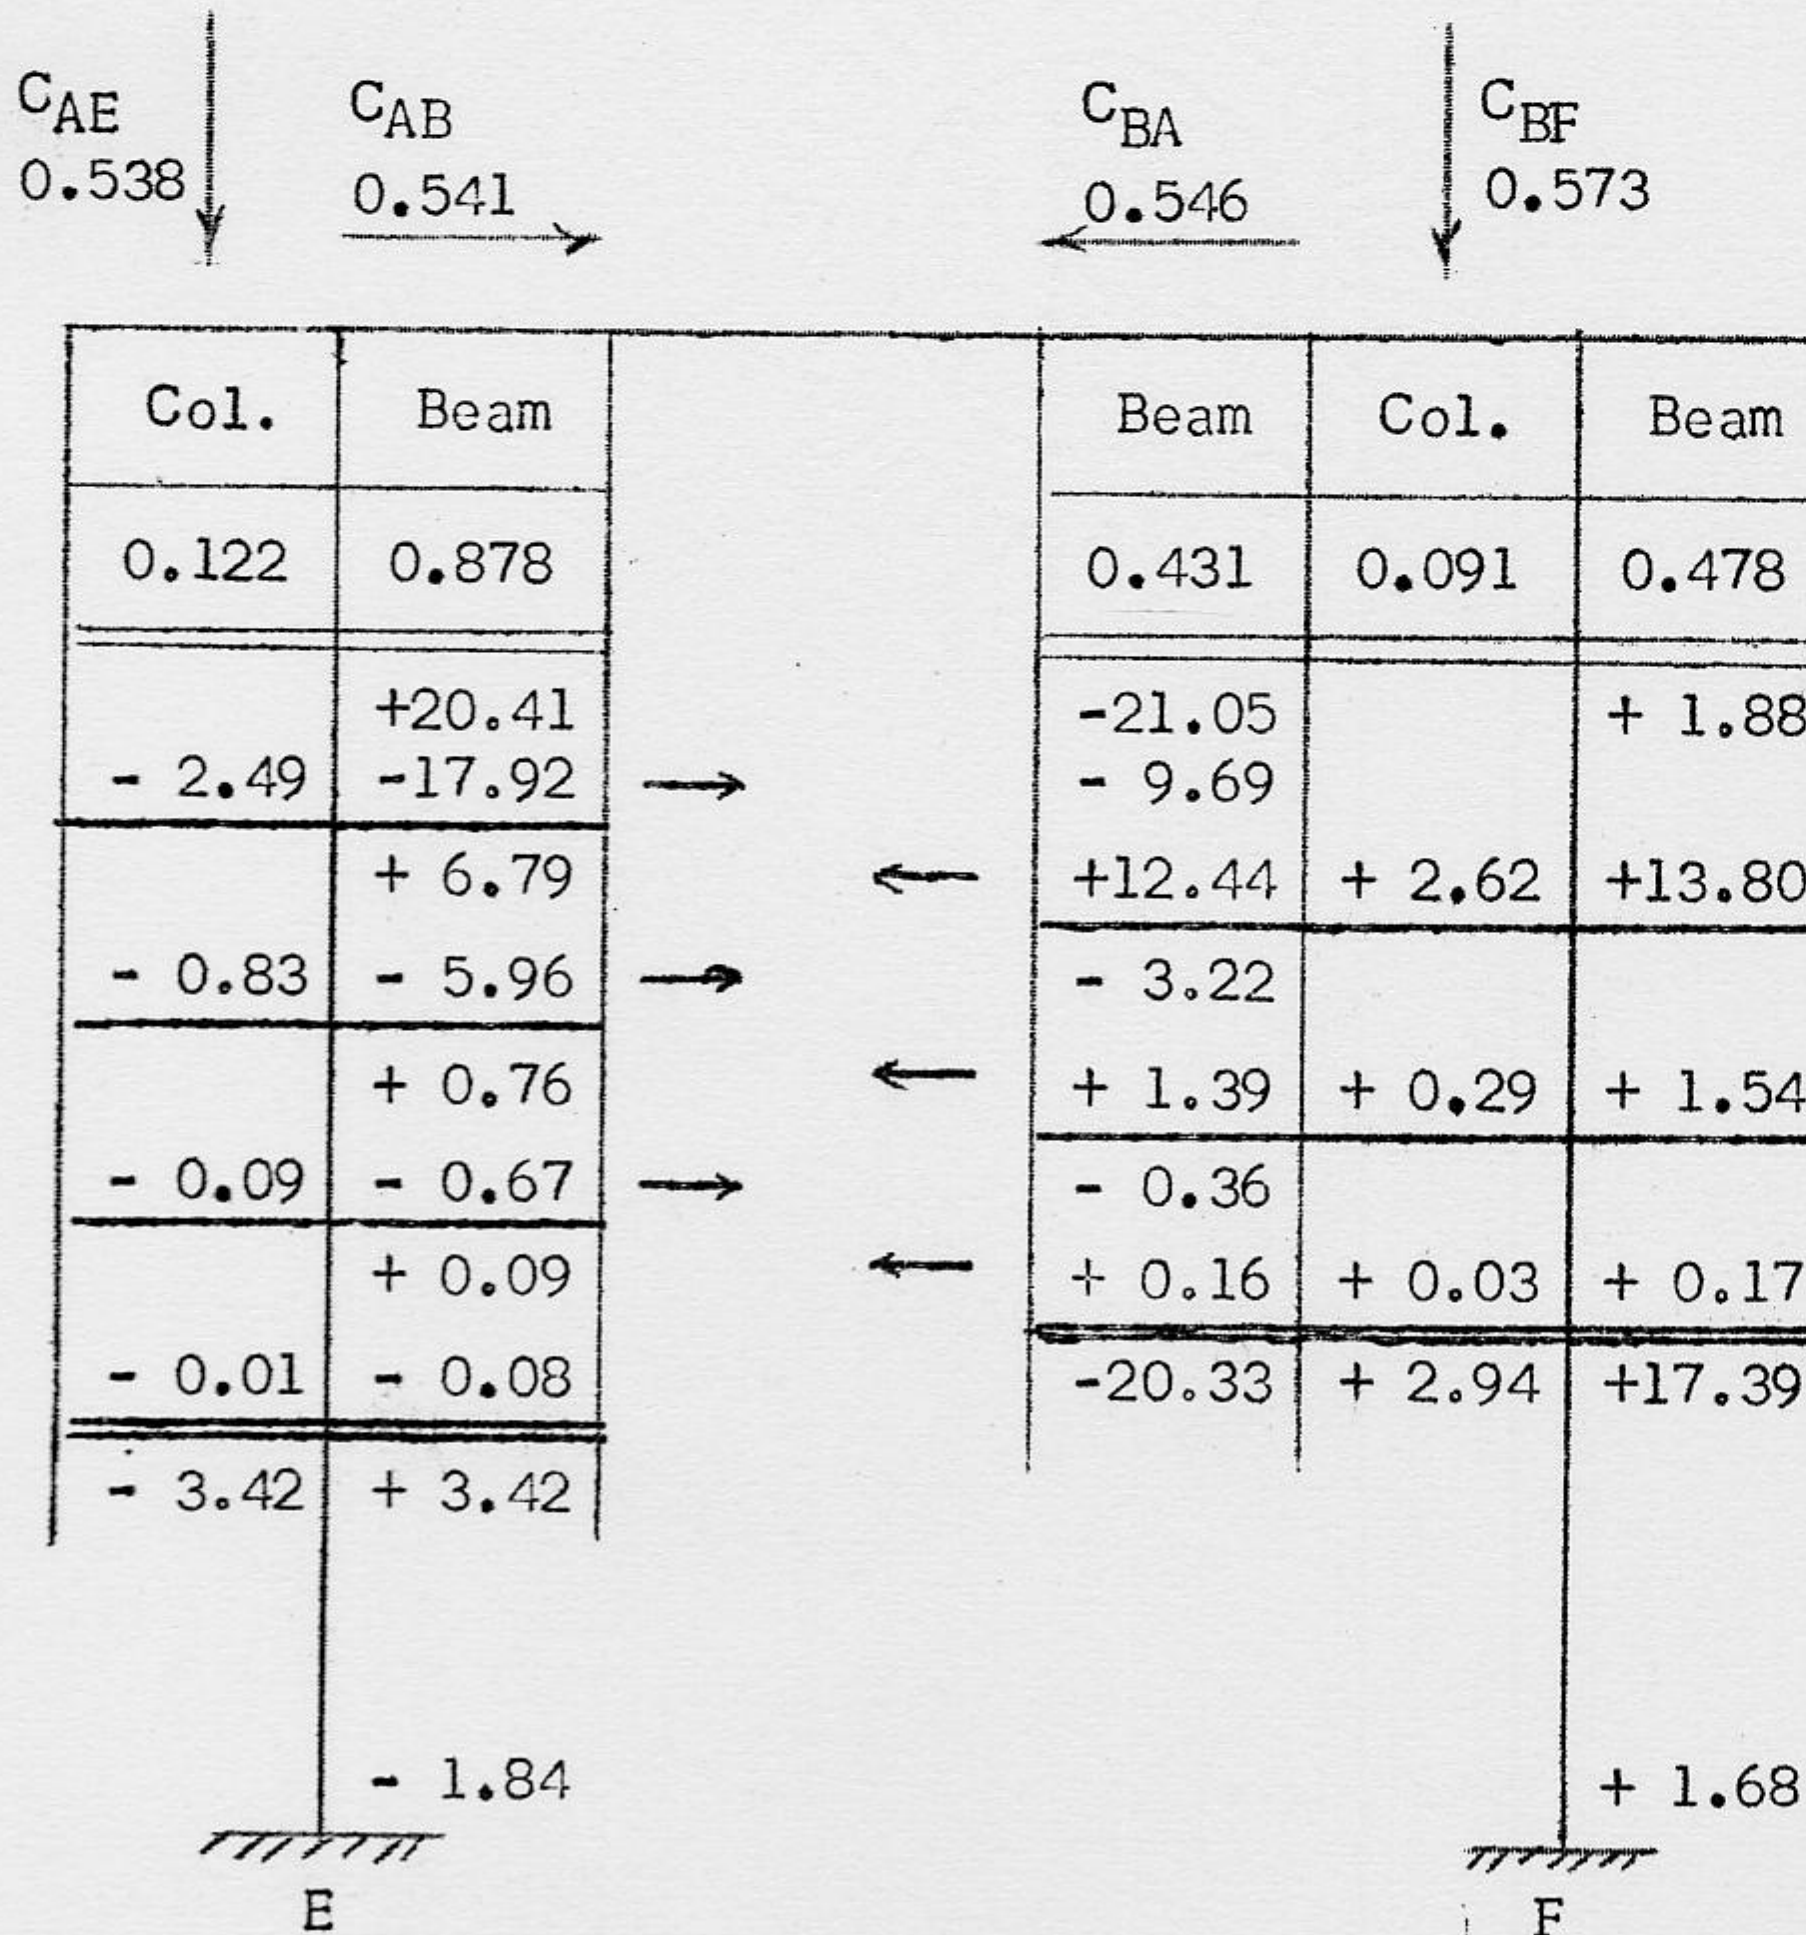 C_AE C_AB C_BA C_BF
0.538 0.541 0.546 0.573
Col. Beam Beam Col. Beam
0.122 0.878 0.431 0.091 0.478
+20.41 -21.05 + 1.88
- 2.49 -17.92 → - 9.69
+ 6.79 ← +12.44 + 2.62 +13.80
- 0.83 - 5.96 → - 3.22
+ 0.76 ← + 1.39 + 0.29 + 1.54
- 0.09 - 0.67 → - 0.36
+ 0.09 ← + 0.16 + 0.03 + 0.17
- 0.01 - 0.08 -20.33 + 2.94 +17.39
- 3.42 + 3.42
- 1.84 + 1.68
E F